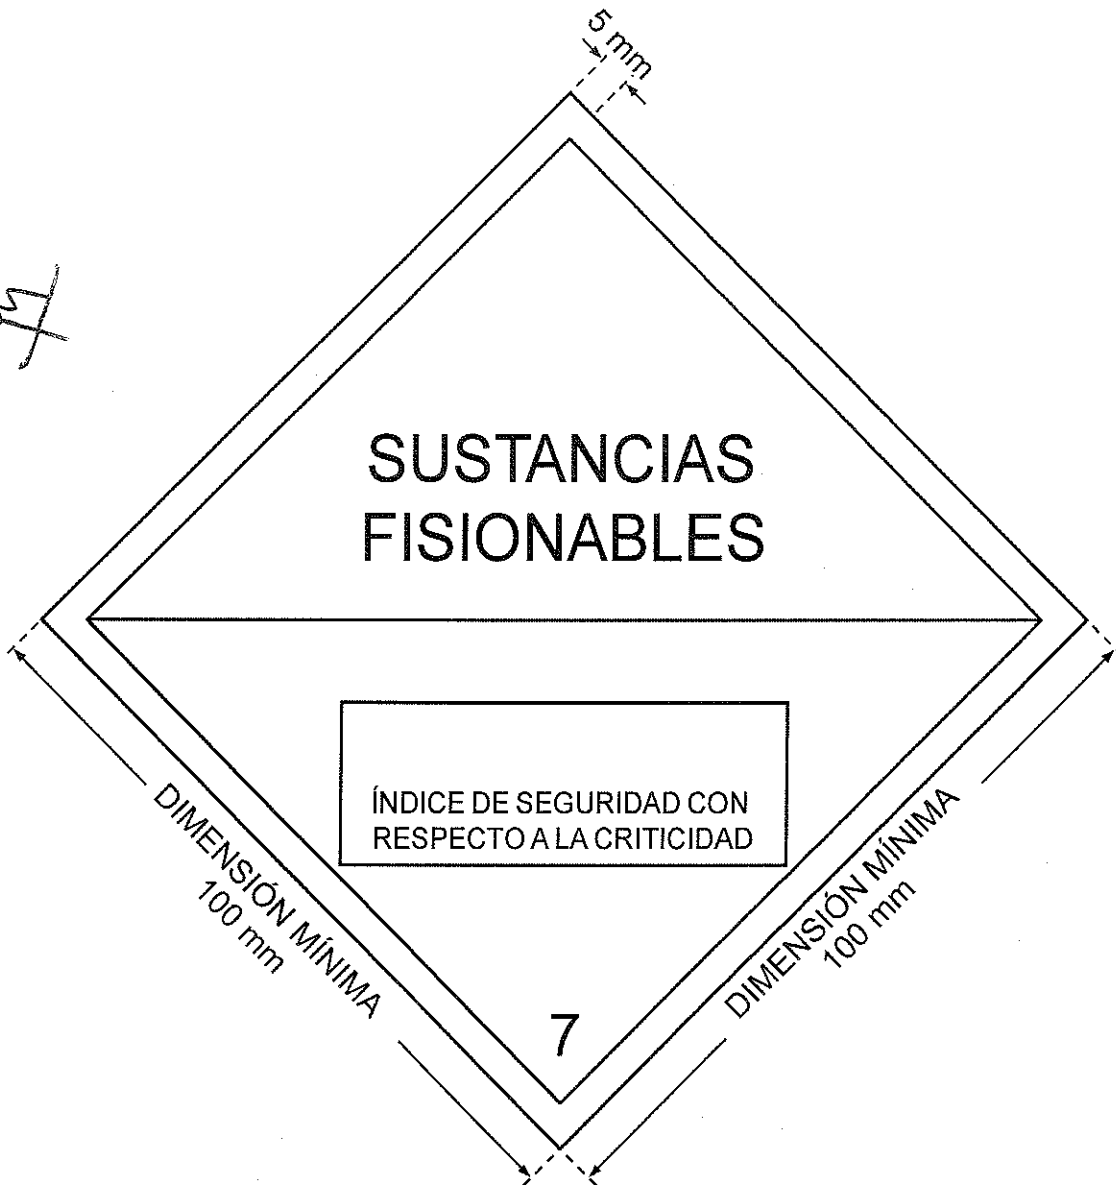 5 mm
SUSTANCIAS
FISIONABLES
ÍNDICE DE SEGURIDAD CON
RESPECTO A LA CRITICIDAD
DIMENSIÓN MÍNIMA
100 mm
DIMENSIÓN MÍNIMA
100 mm
7